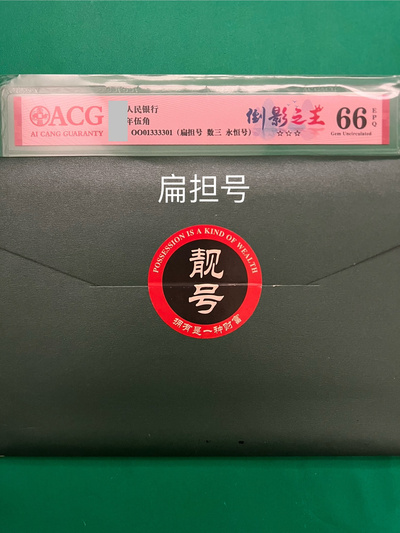 ACG
AI CANG GUARANTY
人民银行
年伍角
OO01333301（扁担号 数三 永恒号）
倒影之王
☆☆☆
66
EPQ
Gem Uncirculated
扁担号
POSSESSION IS A KIND OF WEALTH
靓号
拥有是一种财富